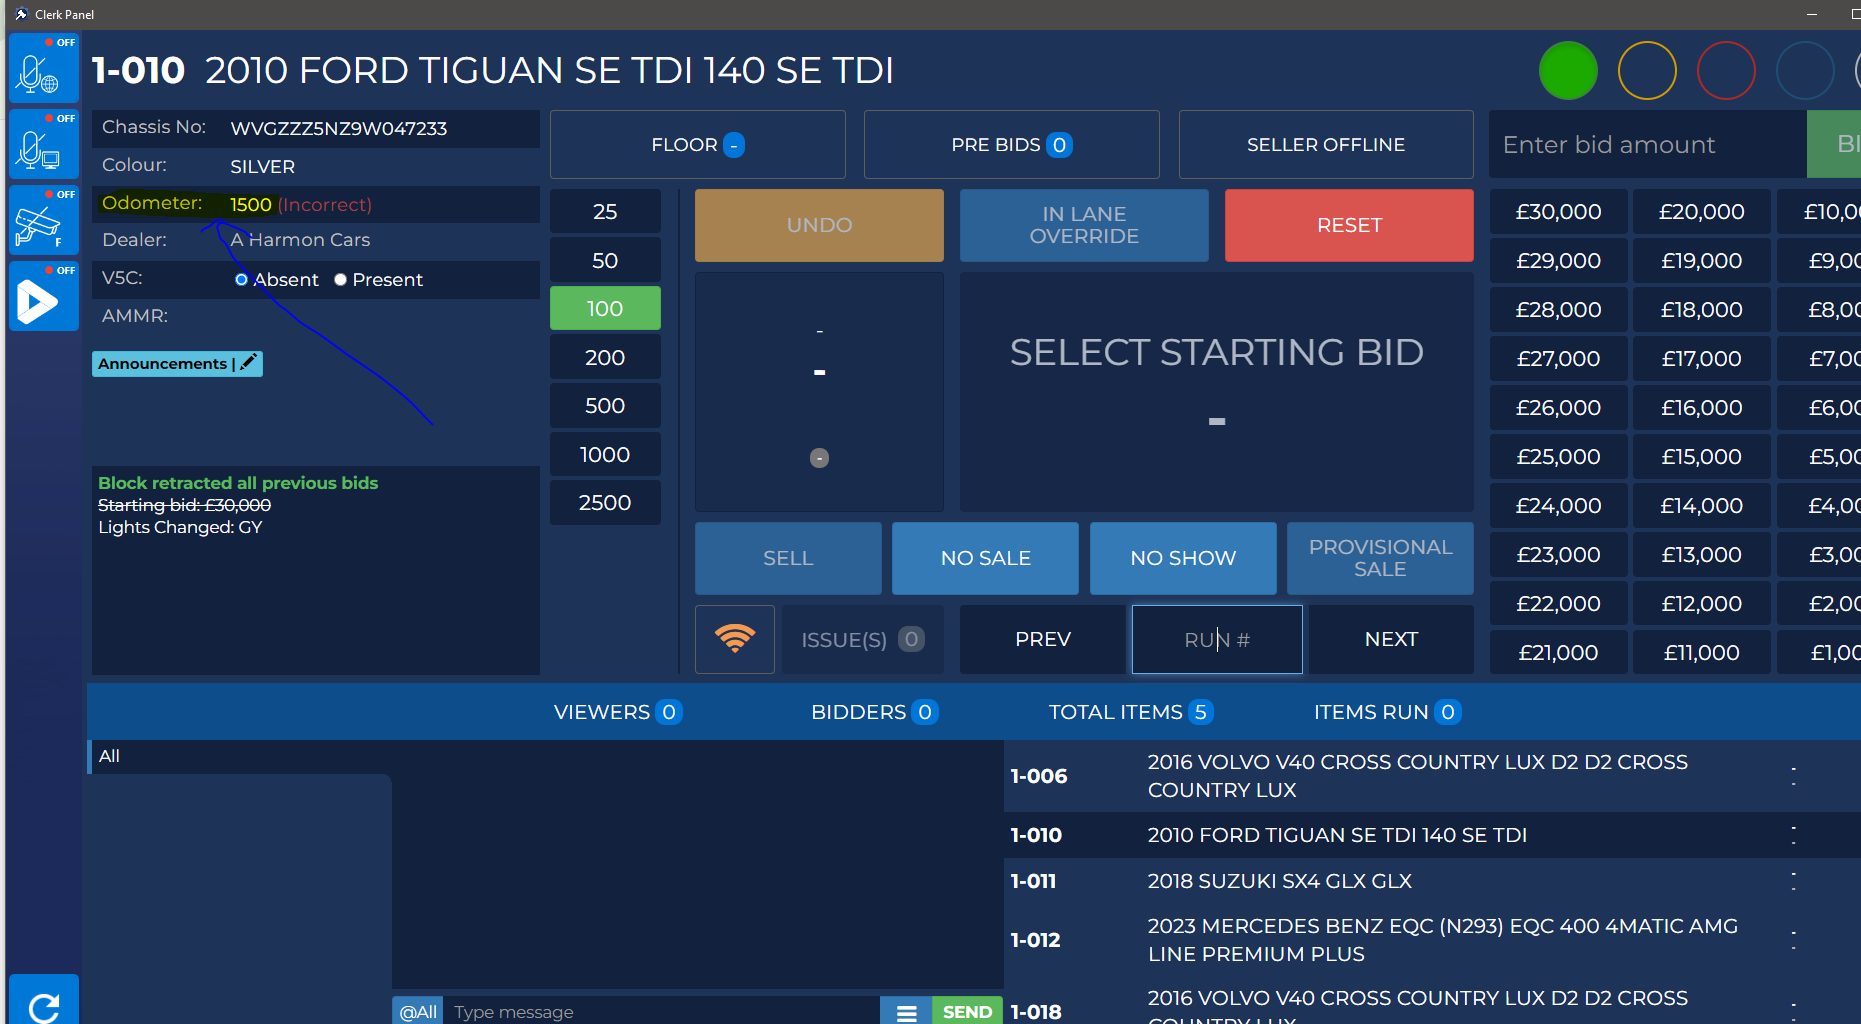 Clerk Panel
OFF
OFF
OFF
F
OFF
1-010 2010 FORD TIGUAN SE TDI 140 SE TDI
Chassis No: WVGZZZ5NZ9W047233
Colour: SILVER
Odometer: 1500 (Incorrect)
Dealer: A Harmon Cars
V5C: Absent Present
AMMR:
Announcements |
Block retracted all previous bids
Starting bid: £30,000
Lights Changed: GY
FLOOR -
PRE BIDS 0
SELLER OFFLINE
Enter bid amount
25
50
100
200
500
1000
2500
UNDO
IN LANE
OVERRIDE
RESET
-
-
-
SELECT STARTING BID
-
SELL
NO SALE
NO SHOW
PROVISIONAL
SALE
ISSUE(S) 0
PREV
RUN #
NEXT
£30,000 £20,000
£29,000 £19,000
£28,000 £18,000
£27,000 £17,000
£26,000 £16,000
£25,000 £15,000
£24,000 £14,000
£23,000 £13,000
£22,000 £12,000
£21,000 £11,000
VIEWERS 0 BIDDERS 0 TOTAL ITEMS 5 ITEMS RUN 0
All
@All Type message SEND
1-006 2016 VOLVO V40 CROSS COUNTRY LUX D2 D2 CROSS
COUNTRY LUX
1-010 2010 FORD TIGUAN SE TDI 140 SE TDI
1-011 2018 SUZUKI SX4 GLX GLX
1-012 2023 MERCEDES BENZ EQC (N293) EQC 400 4MATIC AMG
LINE PREMIUM PLUS
1-018 2016 VOLVO V40 CROSS COUNTRY LUX D2 D2 CROSS
COUNTRY LUX